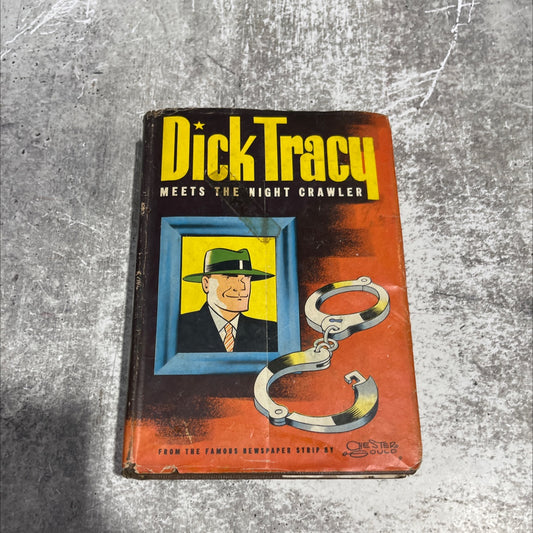 Dick Tracy
MEETS THE NIGHT CRAWLER
FROM THE FAMOUS NEWSPAPER STRIP BY
CHESTER
GOULD